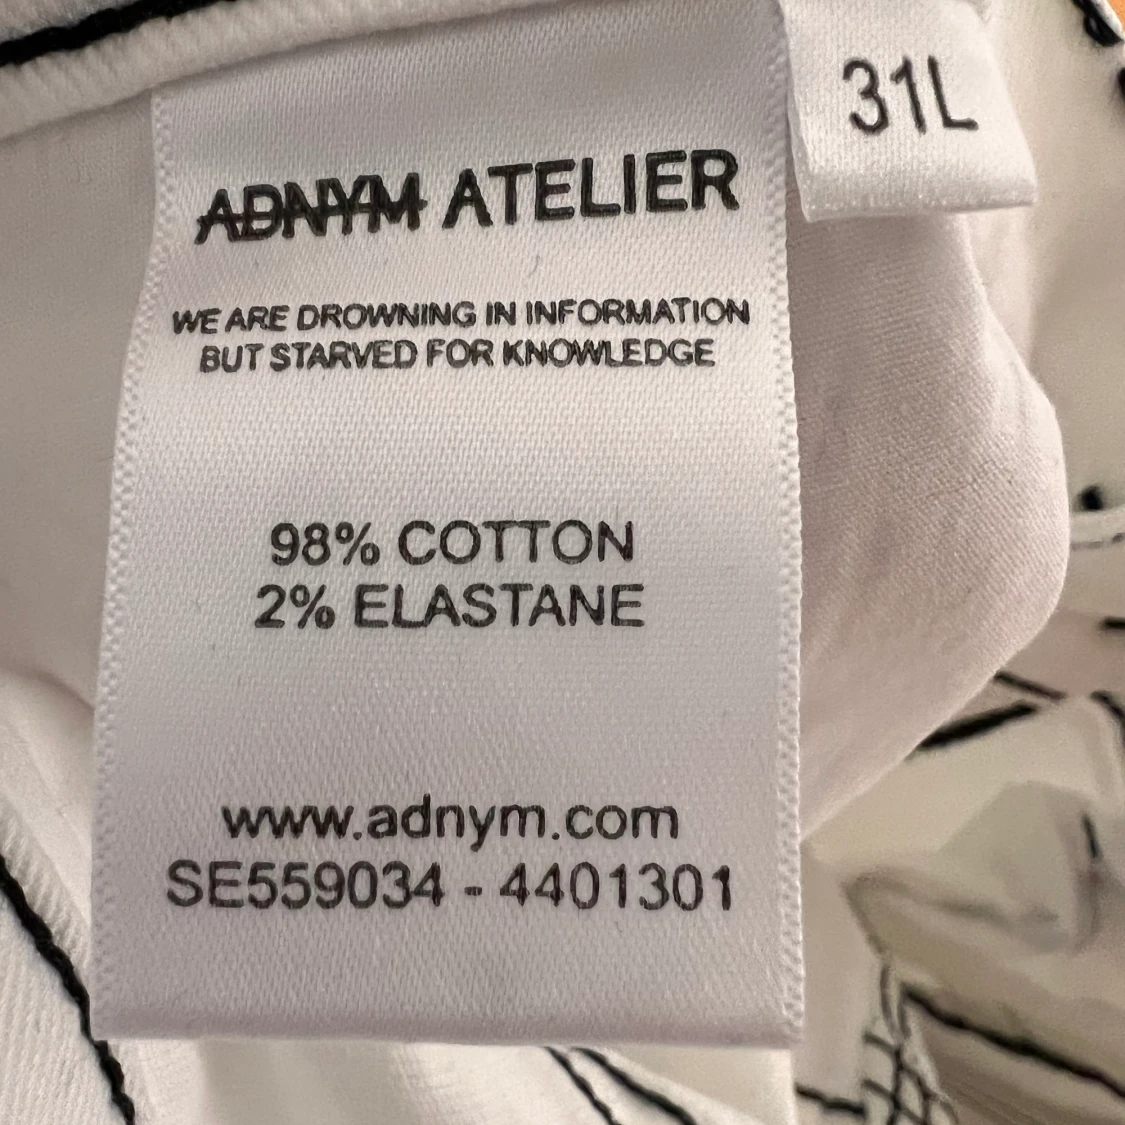 31L
ADNYM ATELIER
WE ARE DROWNING IN INFORMATION
BUT STARVED FOR KNOWLEDGE
98% COTTON
2% ELASTANE
www.adnym.com
SE559034 - 4401301